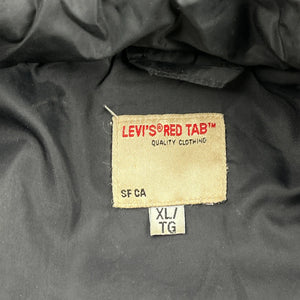 LEVI'S® RED TAB™
QUALITY CLOTHING
SF CA
XL/
TG